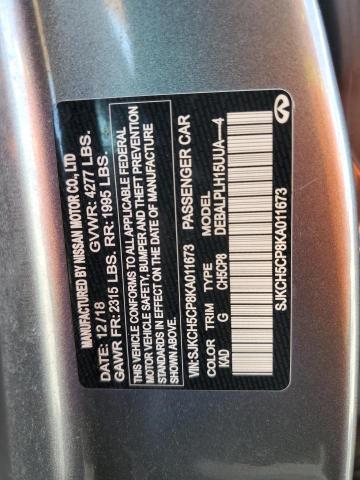 MANUFACTURED BY NISSAN MOTOR CO., LTD
DATE: 12/18 GVWR: 4277 LBS.
GAWR FR: 2315 LBS. RR: 1995 LBS.
THIS VEHICLE CONFORMS TO ALL APPLICABLE FEDERAL
MOTOR VEHICLE SAFETY, BUMPER AND THEFT PREVENTION
STANDARDS IN EFFECT ON THE DATE OF MANUFACTURE
SHOWN ABOVE.
VIN:SJKCH5CP8KA011673 PASSENGER CAR
COLOR TRIM TYPE MODEL
KAD G CH5CP8 DEBALPLH15UUA—4
SJKCH5CP8KA011673